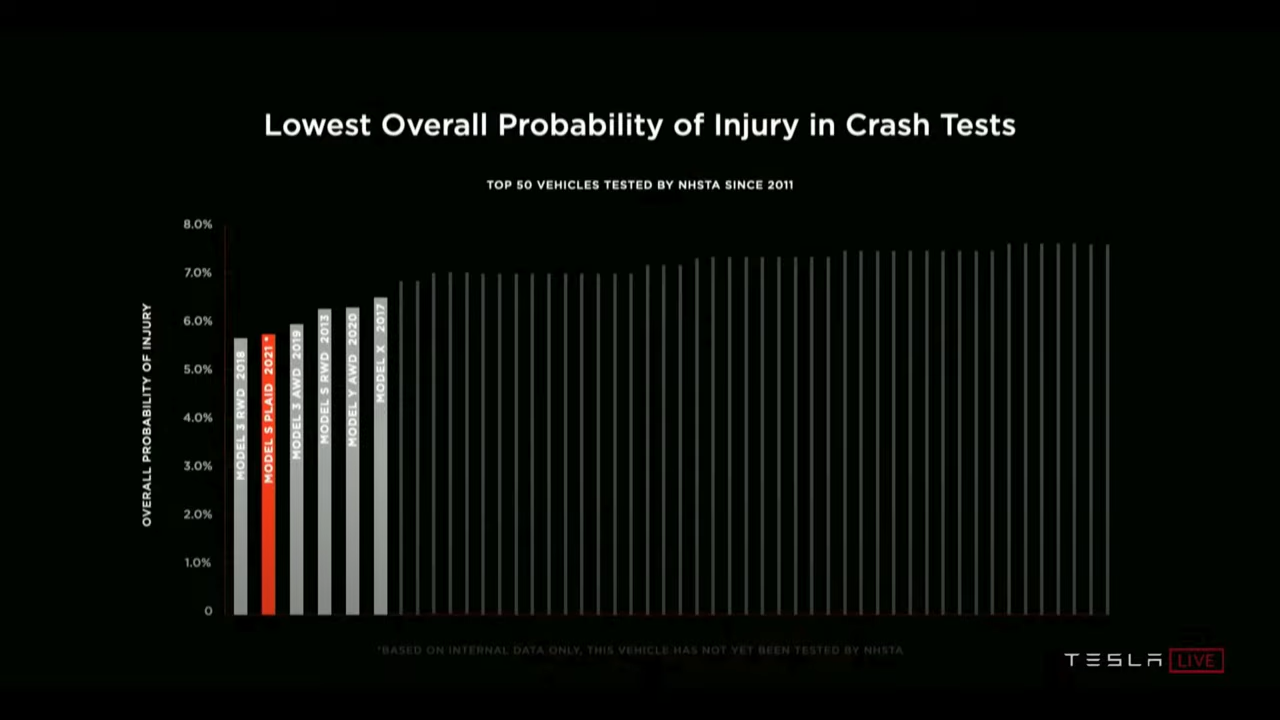 Lowest Overall Probability of Injury in Crash Tests
TOP 50 VEHICLES TESTED BY NHSTA SINCE 2011
OVERALL PROBABILITY OF INJURY
8.0%
7.0%
6.0%
5.0%
4.0%
3.0%
2.0%
1.0%
0
MODEL 3 RWD 2018
MODEL S PLAID 2021 *
MODEL 3 AWD 2019
MODEL S RWD 2013
MODEL Y AWD 2020
MODEL X 2017
*BASED ON INTERNAL DATA ONLY, THIS VEHICLE HAS NOT YET BEEN TESTED BY NHSTA
TESLA LIVE